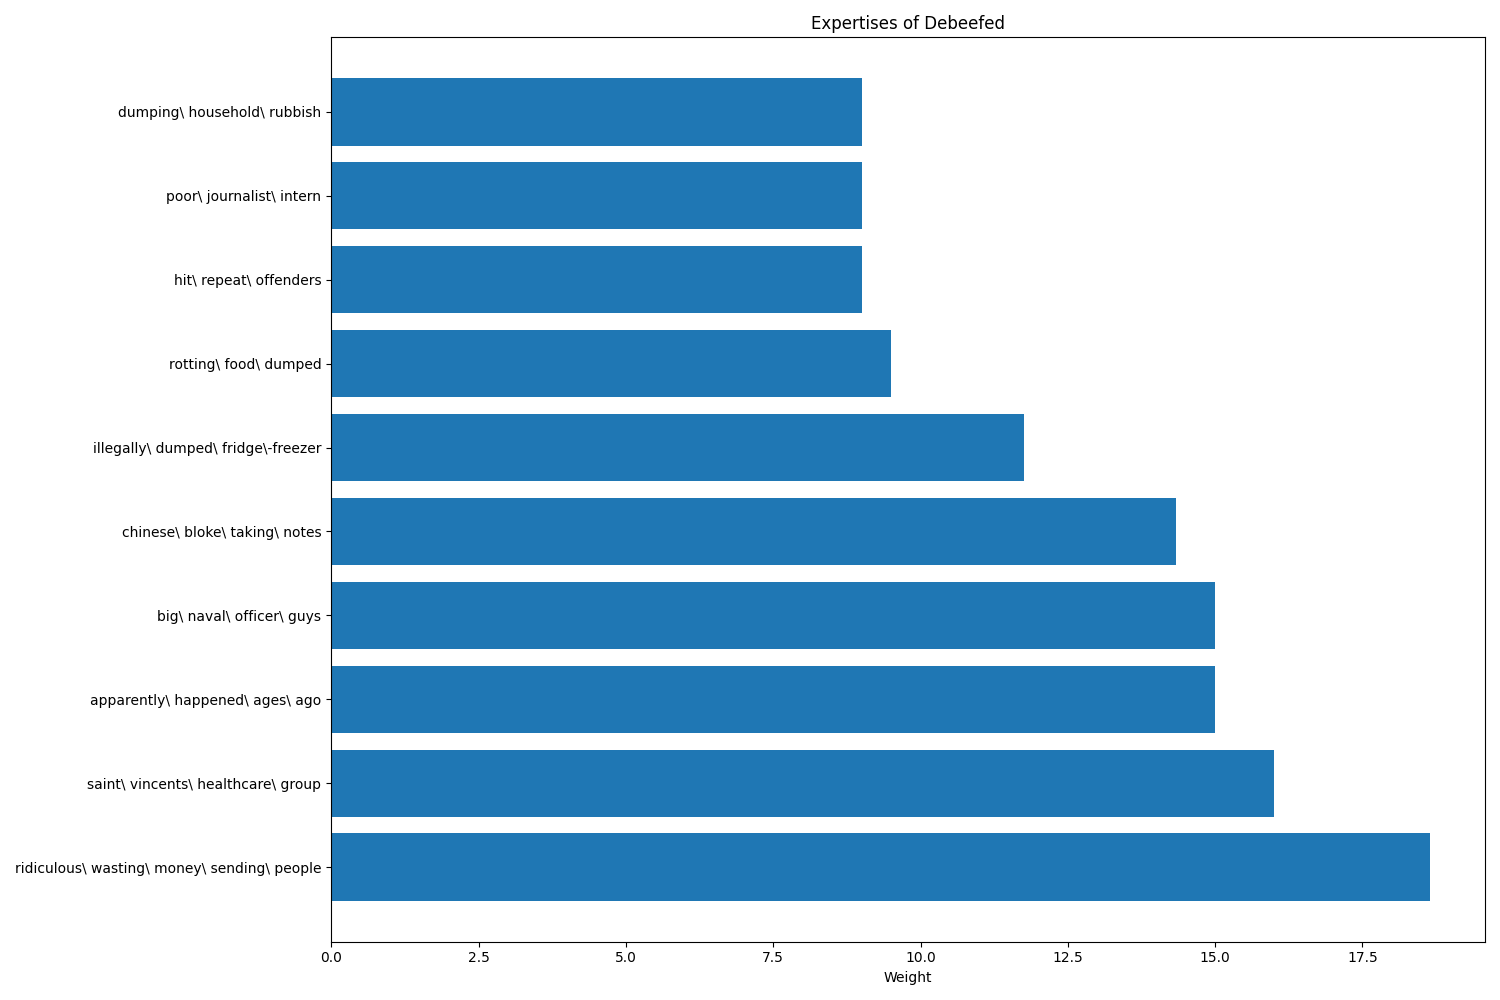 Expertises of Debeefed
dumping\ household\ rubbish
poor\ journalist\ intern
hit\ repeat\ offenders
rotting\ food\ dumped
illegally\ dumped\ fridge\-freezer
chinese\ bloke\ taking\ notes
big\ naval\ officer\ guys
apparently\ happened\ ages\ ago
saint\ vincents\ healthcare\ group
ridiculous\ wasting\ money\ sending\ people
0.0 2.5 5.0 7.5 10.0 12.5 15.0 17.5
Weight